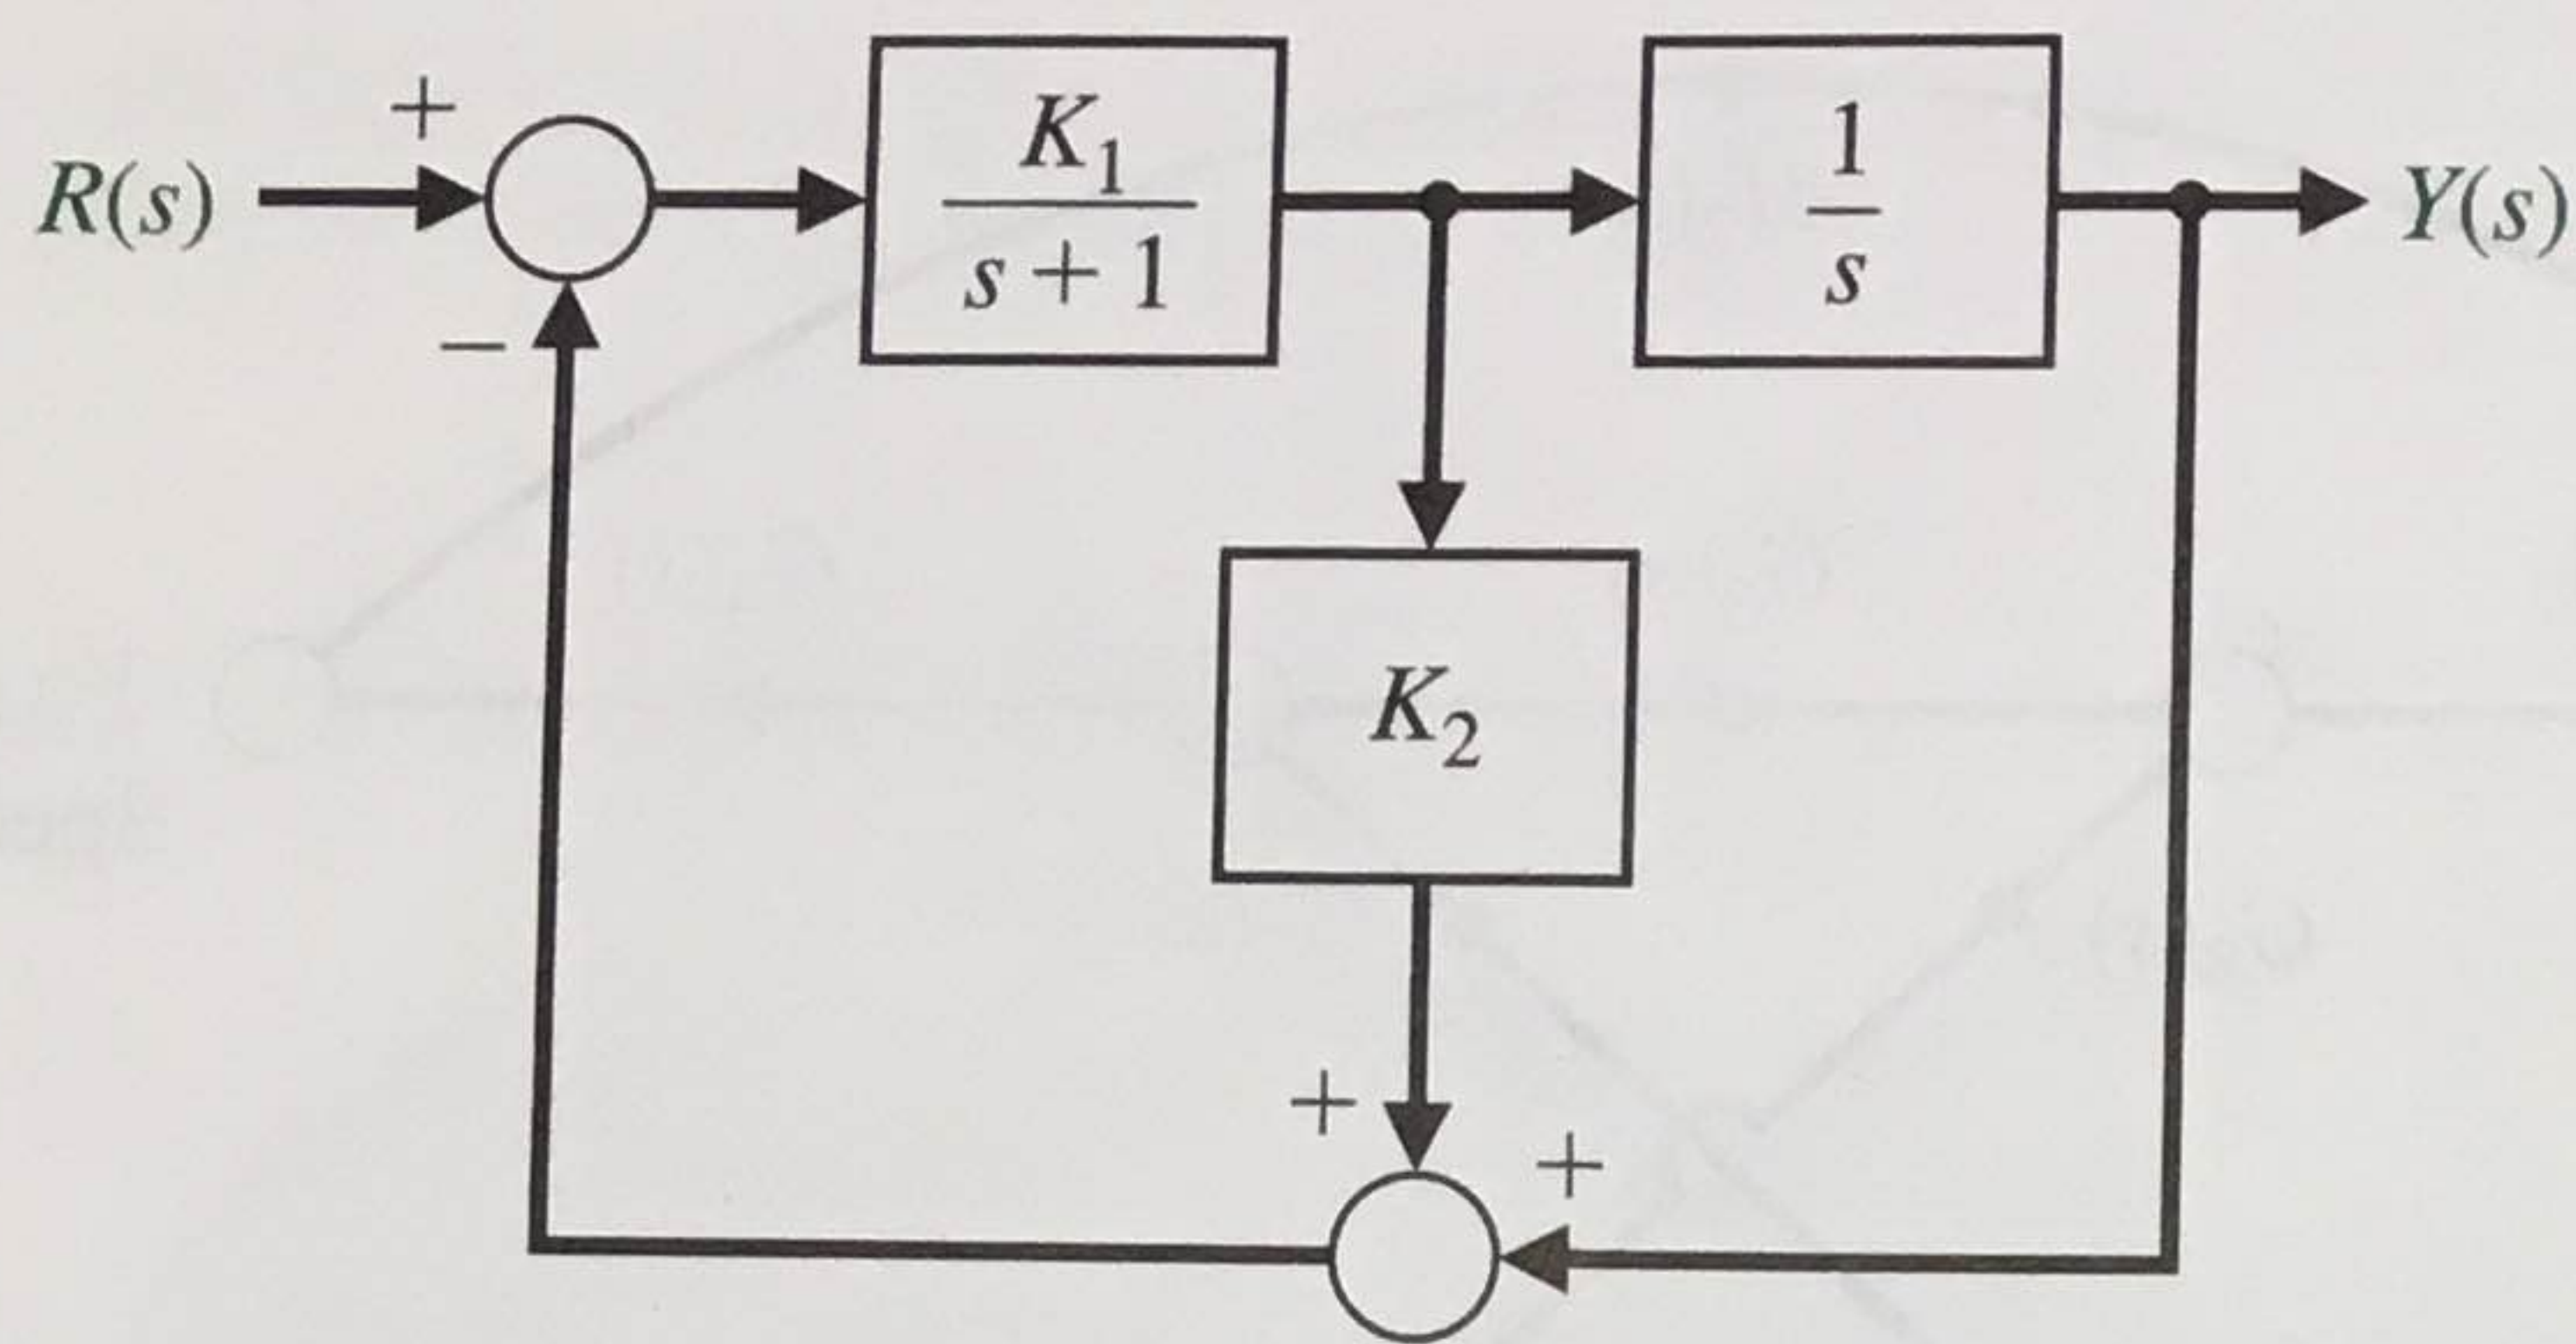 +
R(s)
K₁
s + 1
1
s
Y(s)
−
K₂
+
+